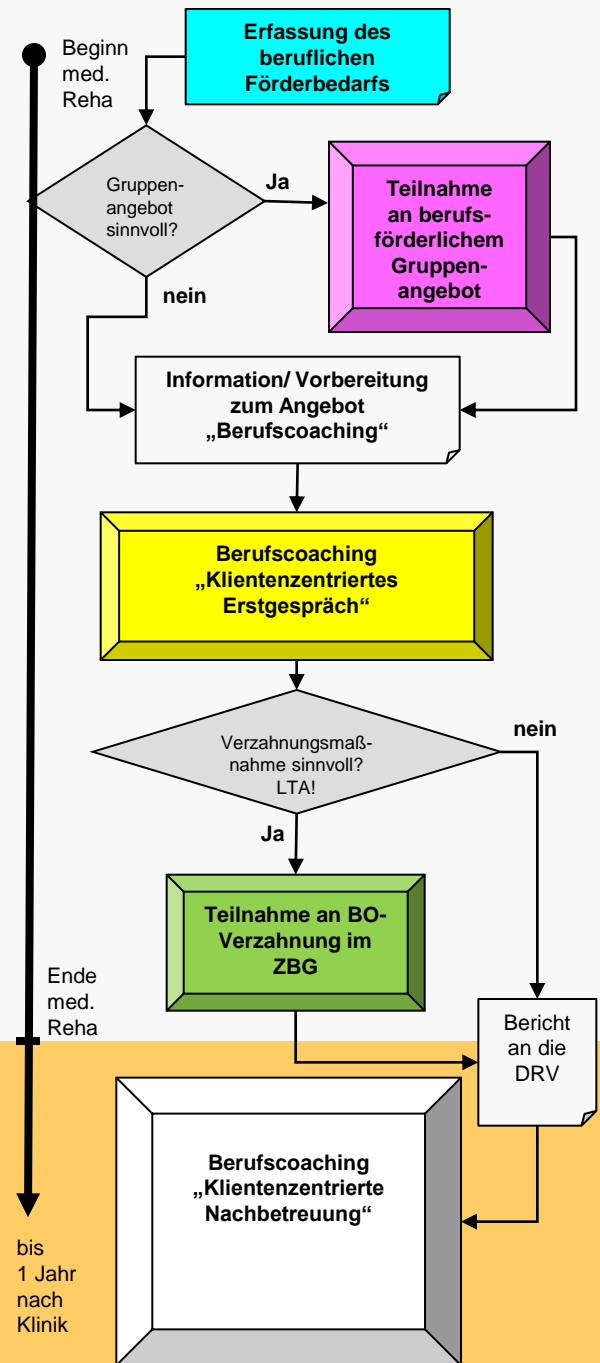 Beginn
med.
Reha
Erfassung des
beruflichen
Förderbedarfs
Gruppen-
angebot
sinnvoll?
Ja
nein
Teilnahme
an berufs-
förderlichem
Gruppen-
angebot
Information/ Vorbereitung
zum Angebot
„Berufscoaching“
Berufscoaching
„Klientenzentriertes
Erstgespräch“
Verzahnungsmaß-
nahme sinnvoll?
LTA!
nein
Ja
Teilnahme an BO-
Verzahnung im
ZBG
Ende
med.
Reha
Bericht
an die
DRV
Berufscoaching
„Klientenzentrierte
Nachbetreuung“
bis
1 Jahr
nach
Klinik